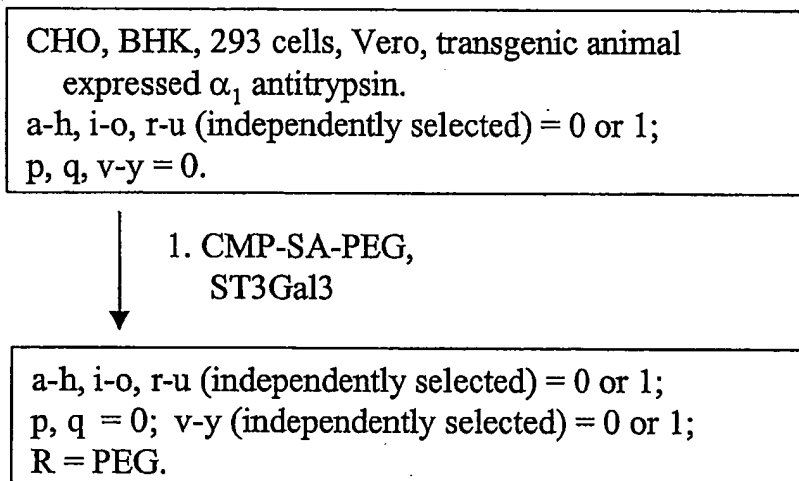 CHO, BHK, 293 cells, Vero, transgenic animal
expressed α₁ antitrypsin.
a-h, i-o, r-u (independently selected) = 0 or 1;
p, q, v-y = 0.
1. CMP-SA-PEG,
ST3Gal3
a-h, i-o, r-u (independently selected) = 0 or 1;
p, q = 0; v-y (independently selected) = 0 or 1;
R = PEG.